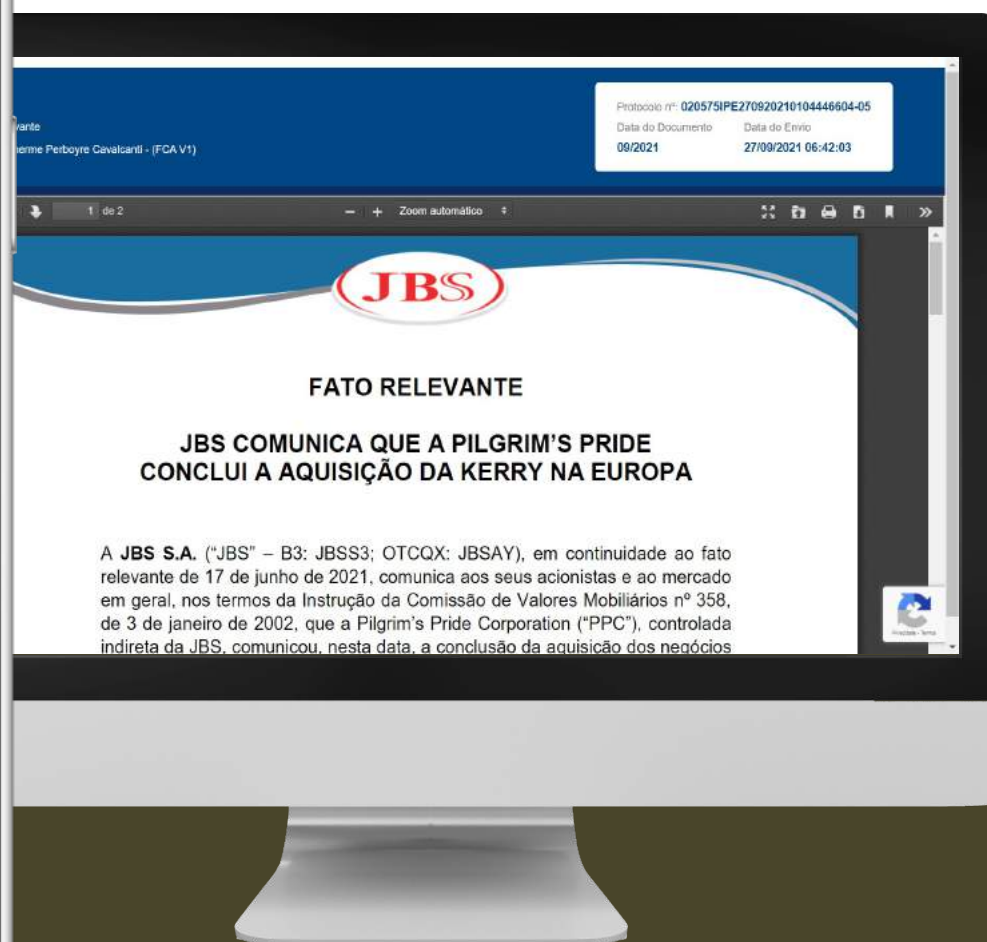 Protocolo nº: 020575IPE270920210104446604-05
vante
Data do Documento Data do Envio
erme Perboyre Cavalcanti - (FCA V1)
09/2021 27/09/2021 06:42:03
1 de 2
Zoom automático
JBS
FATO RELEVANTE
JBS COMUNICA QUE A PILGRIM'S PRIDE
CONCLUI A AQUISIÇÃO DA KERRY NA EUROPA
A JBS S.A. (“JBS” – B3: JBSS3; OTCQX: JBSAY), em continuidade ao fato
relevante de 17 de junho de 2021, comunica aos seus acionistas e ao mercado
em geral, nos termos da Instrução da Comissão de Valores Mobiliários nº 358,
de 3 de janeiro de 2002, que a Pilgrim’s Pride Corporation (“PPC”), controlada
indireta da JBS, comunicou, nesta data, a conclusão da aquisição dos negócios
Privacidade - Termos